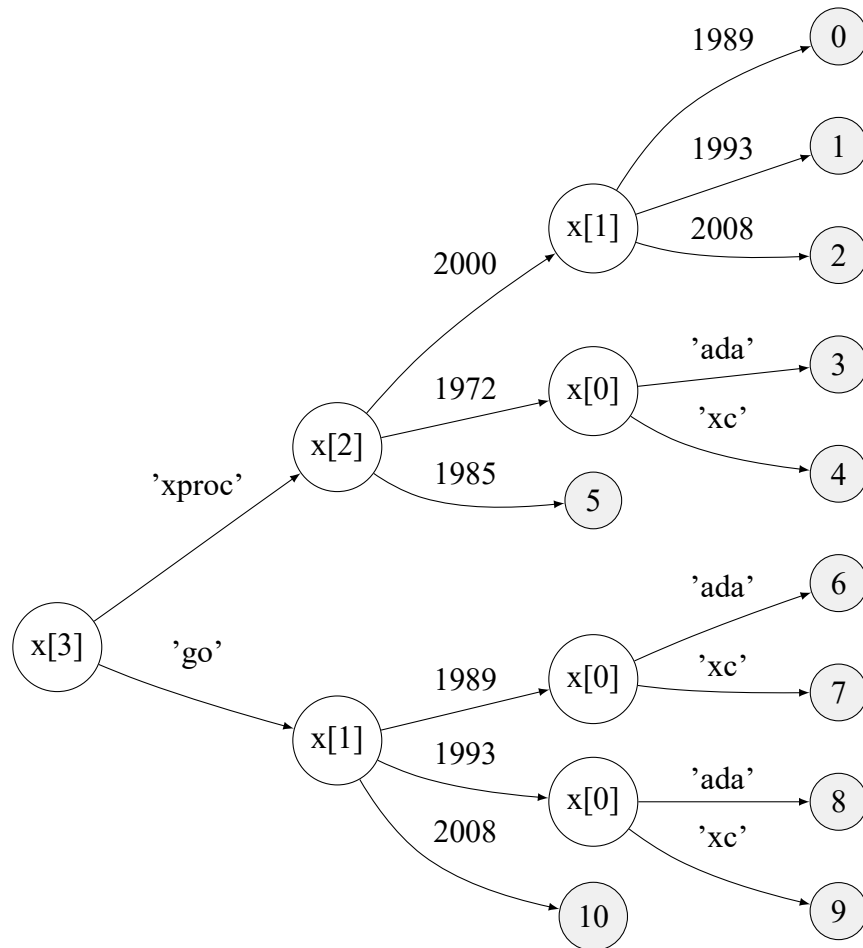 1989
0
1993
1
x[1]
2008
2
2000
'ada'
3
1972
x[0]
'xc'
4
x[2]
1985
5
'xproc'
'ada'
6
x[3]
'go'
1989
x[0]
'xc'
7
x[1]
1993
'ada'
8
x[0]
2008
'xc'
9
10